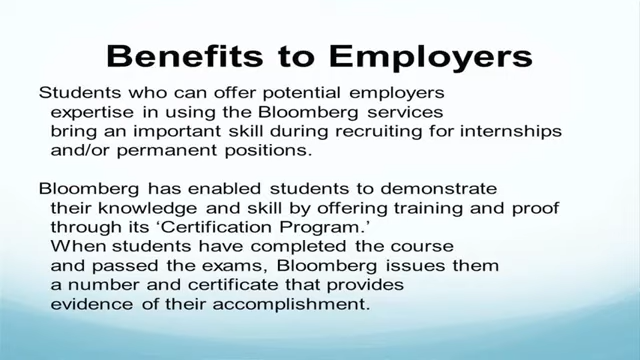 Benefits to Employers
Students who can offer potential employers
expertise in using the Bloomberg services
bring an important skill during recruiting for internships
and/or permanent positions.
Bloomberg has enabled students to demonstrate
their knowledge and skill by offering training and proof
through its ‘Certification Program.’
When students have completed the course
and passed the exams, Bloomberg issues them
a number and certificate that provides
evidence of their accomplishment.